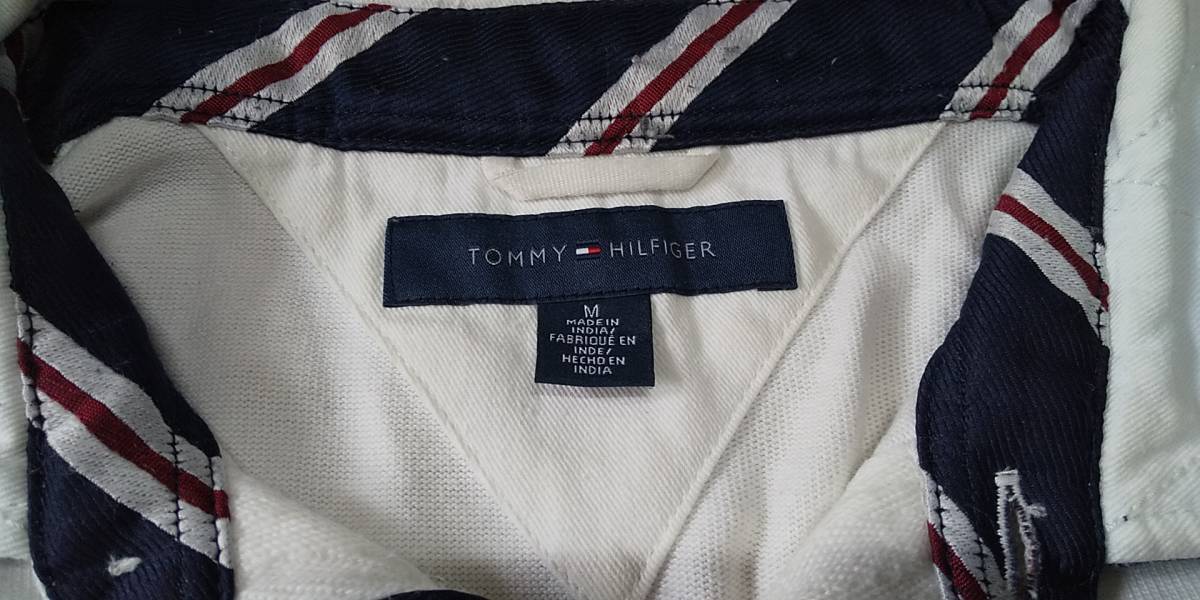 TOMMY HILFIGER
M
MADE IN
INDIA/
FABRIQUÉ EN
INDE/
HECHO EN
INDIA